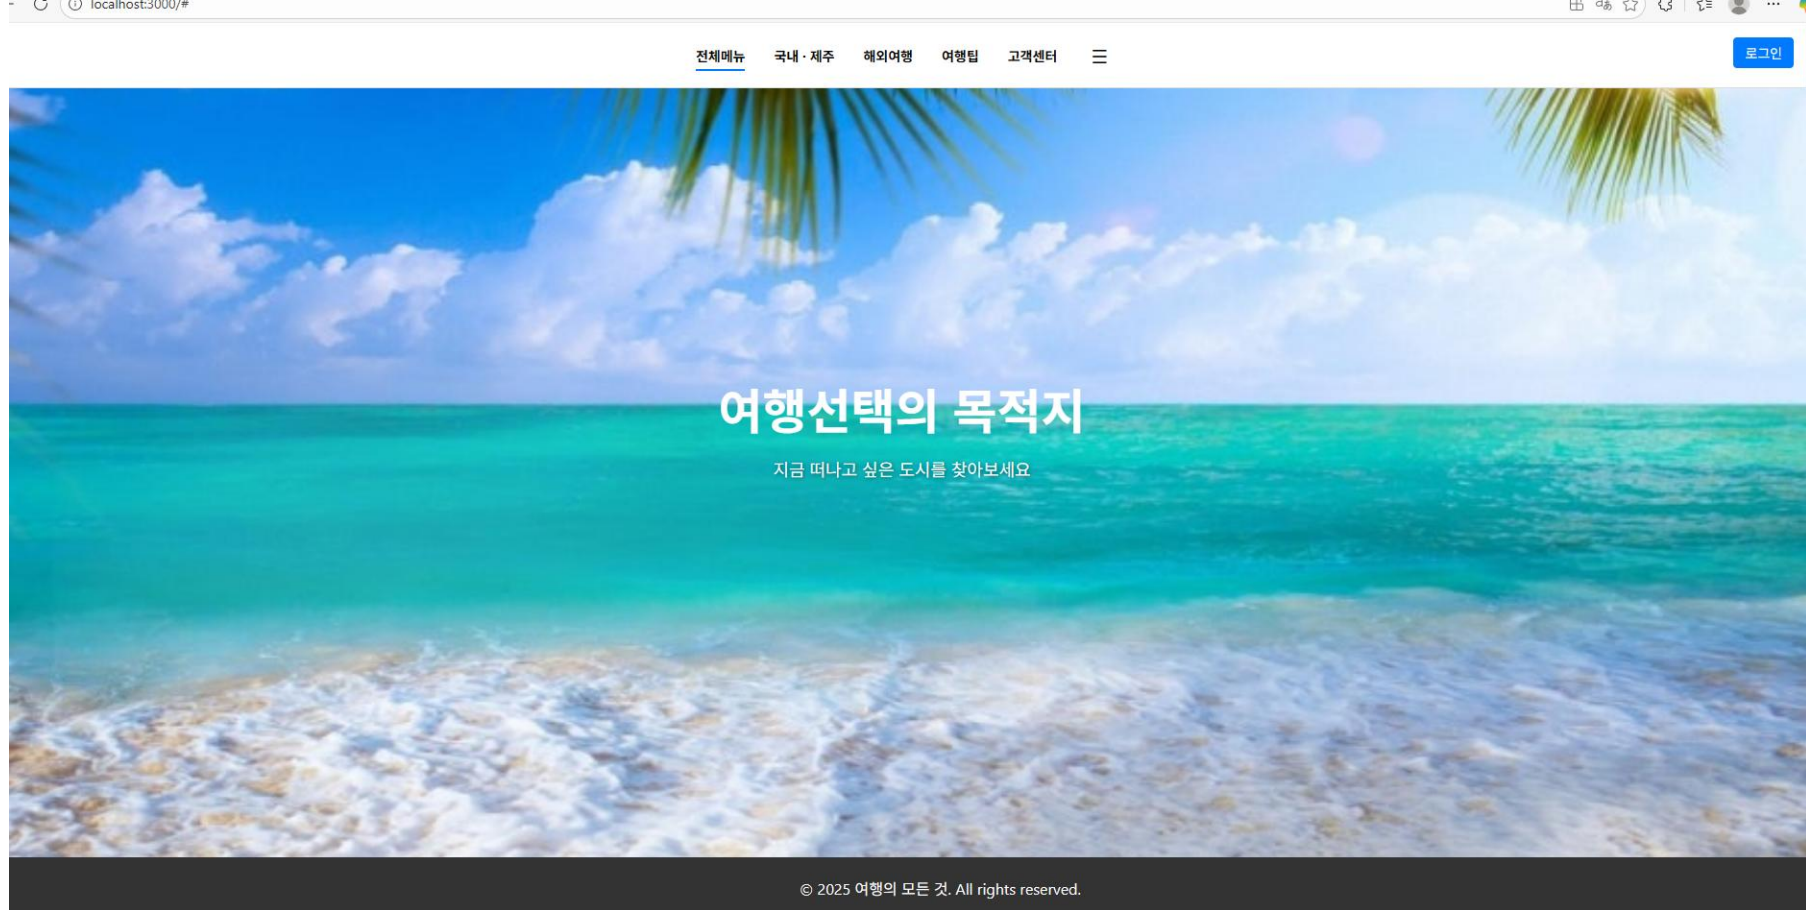 localhost:3000/#
전체메뉴 국내 · 제주 해외여행 여행팁 고객센터 로그인
여행선택의 목적지
지금 떠나고 싶은 도시를 찾아보세요
© 2025 여행의 모든 것. All rights reserved.